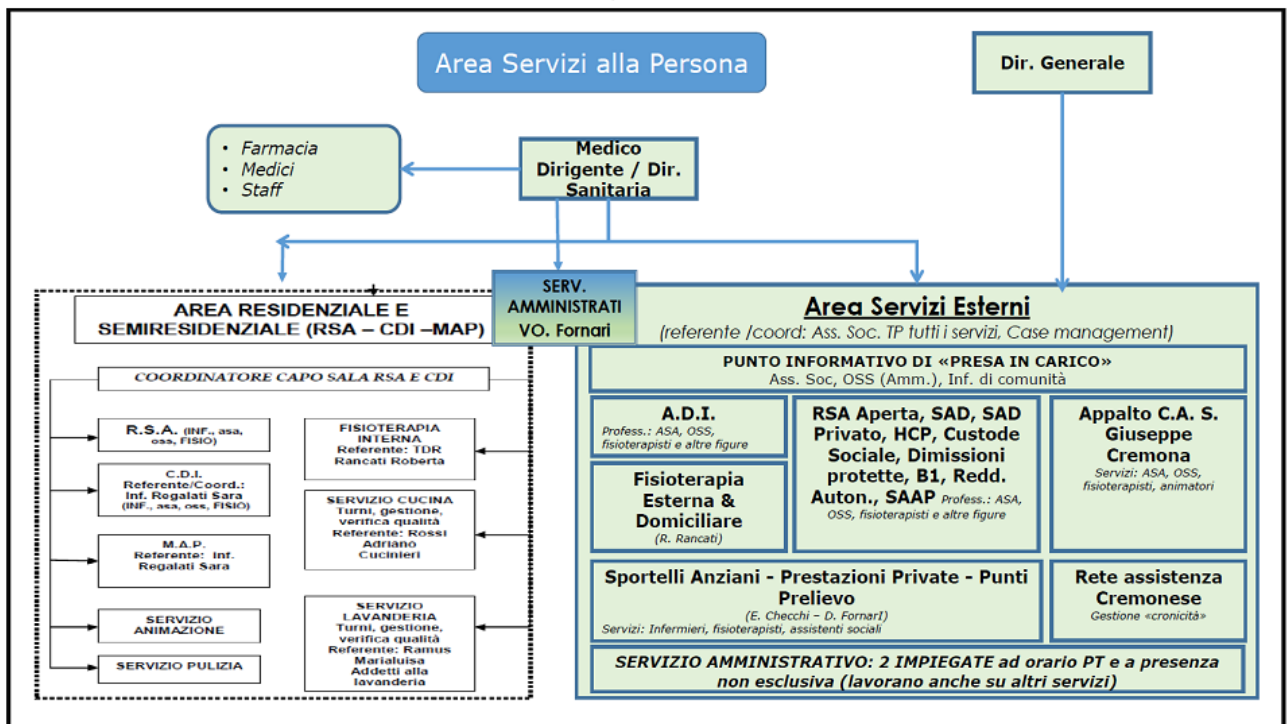 Area Servizi alla Persona
Dir. Generale
• Farmacia
• Medici
• Staff
Medico
Dirigente / Dir.
Sanitaria
SERV.
AMMINISTRATI
VO. Fornari
AREA RESIDENZIALE E
SEMIRESIDENZIALE (RSA – CDI –MAP)
COORDINATORE CAPO SALA RSA E CDI
R.S.A. (INF., asa,
oss, FISIO)
C.D.I.
Referente/Coord.:
Inf. Regalati Sara
(INF., asa, oss, FISIO)
M.A.P.
Referente: Inf.
Regalati Sara
SERVIZIO
ANIMAZIONE
SERVIZIO PULIZIA
FISIOTERAPIA
INTERNA
Referente: TDR
Rancati Roberta
SERVIZIO CUCINA
Turni, gestione,
verifica qualità
Referente: Rossi
Adriano
Cucinieri
SERVIZIO
LAVANDERIA
Turni, gestione,
verifica qualità
Referente: Ramus
Marialuisa
Addetti alla
lavanderia
Area Servizi Esterni
(referente /coord: Ass. Soc. TP tutti i servizi, Case management)
PUNTO INFORMATIVO DI «PRESA IN CARICO»
Ass. Soc, OSS (Amm.), Inf. di comunità
A.D.I.
Profess.: ASA, OSS,
fisioterapisti e altre figure
Fisioterapia
Esterna &
Domiciliare
(R. Rancati)
RSA Aperta, SAD, SAD
Privato, HCP, Custode
Sociale, Dimissioni
protette, B1, Redd.
Auton., SAAP Profess.: ASA,
OSS, fisioterapisti e altre figure
Appalto C.A. S.
Giuseppe
Cremona
Servizi: ASA, OSS,
fisioterapisti, animatori
Sportelli Anziani - Prestazioni Private - Punti
Prelievo
(E. Checchi – D. FornarI)
Servizi: Infermieri, fisioterapisti, assistenti sociali
Rete assistenza
Cremonese
Gestione «cronicità»
SERVIZIO AMMINISTRATIVO: 2 IMPIEGATE ad orario PT e a presenza
non esclusiva (lavorano anche su altri servizi)